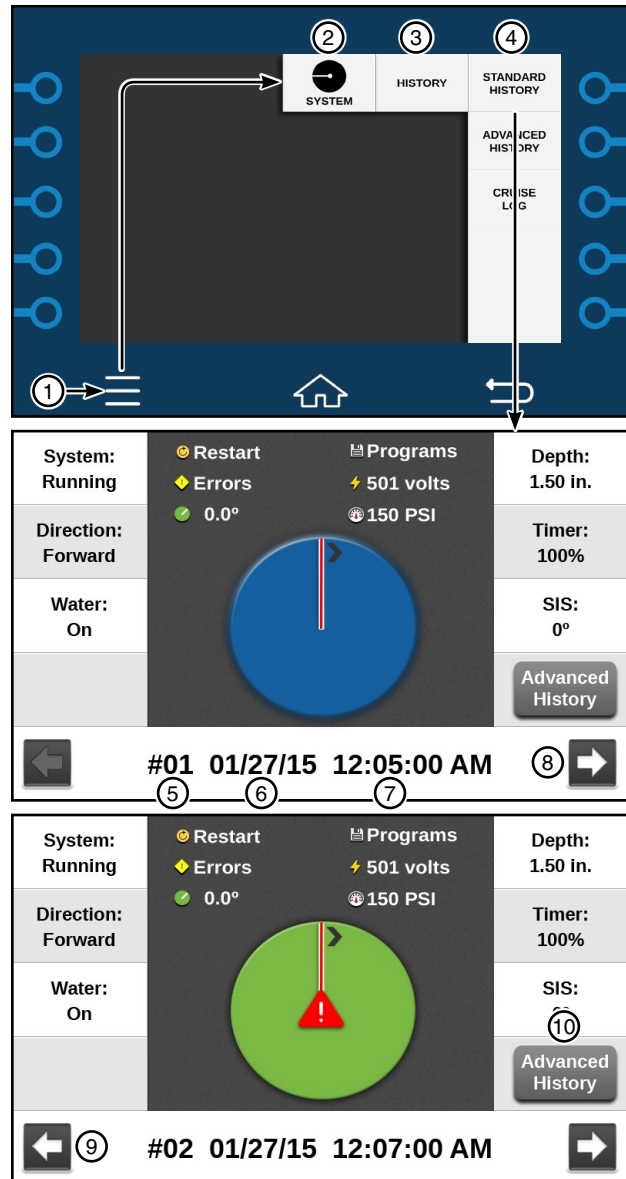 2 3 4
SYSTEM
HISTORY
STANDARD
HISTORY
ADVANCED
HISTORY
CRUISE
LOG
1
System:
Running
Restart
Programs
Depth:
1.50 in.
Errors
501 volts
0.0º
150 PSI
Direction:
Forward
Timer:
100%
Water:
On
SIS:
0º
Advanced
History
#01 01/27/15 12:05:00 AM
8
5 6 7
System:
Running
Restart
Programs
Depth:
1.50 in.
Errors
501 volts
0.0º
150 PSI
Direction:
Forward
Timer:
100%
Water:
On
SIS:
10
Advanced
History
9
#02 01/27/15 12:07:00 AM